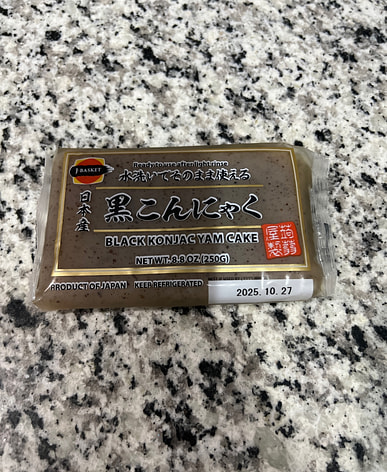 J-BASKET
Ready to use after light rinse
水洗いでそのまま使える
日本産
黒こんにゃく
BLACK KONJAC YAM CAKE
NET WT. 8.8 OZ (250G)
PRODUCT OF JAPAN KEEP REFRIGERATED
2025.10.27